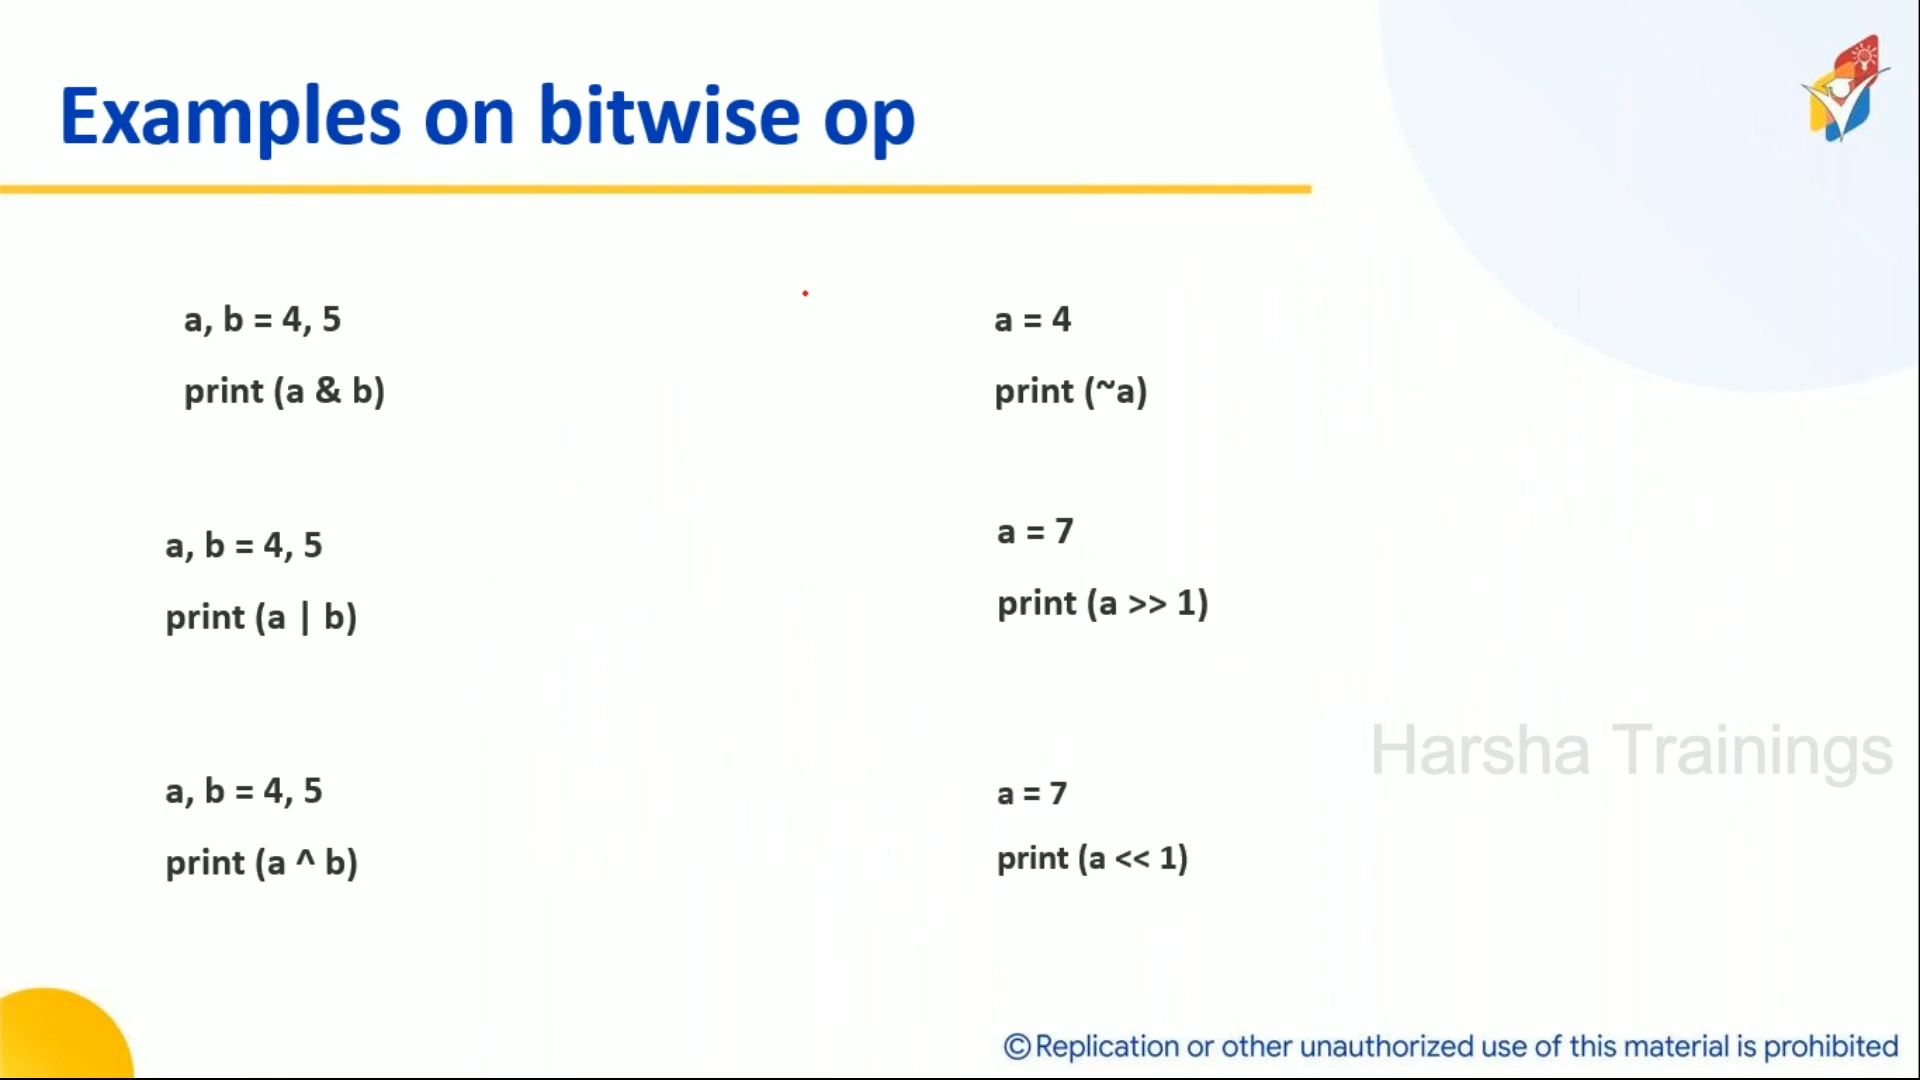 Examples on bitwise op
a, b = 4, 5
print (a & b)
a, b = 4, 5
print (a | b)
a, b = 4, 5
print (a ^ b)
a = 4
print (~a)
a = 7
print (a >> 1)
a = 7
print (a << 1)
Harsha Trainings
©Replication or other unauthorized use of this material is prohibited